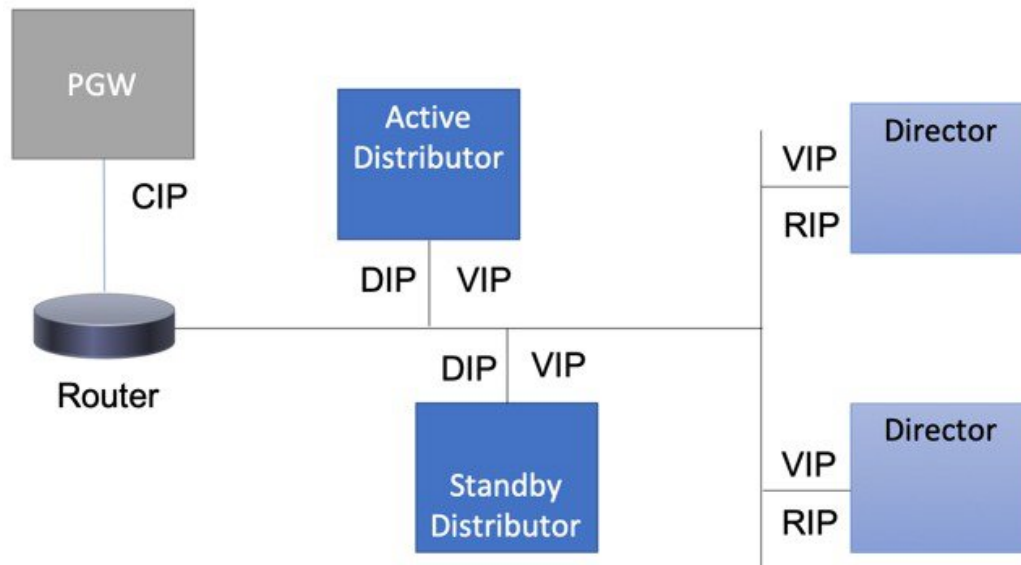 PGW
CIP
Router
Active
Distributor
DIP
VIP
DIP
VIP
Standby
Distributor
Director
VIP
RIP
Director
VIP
RIP